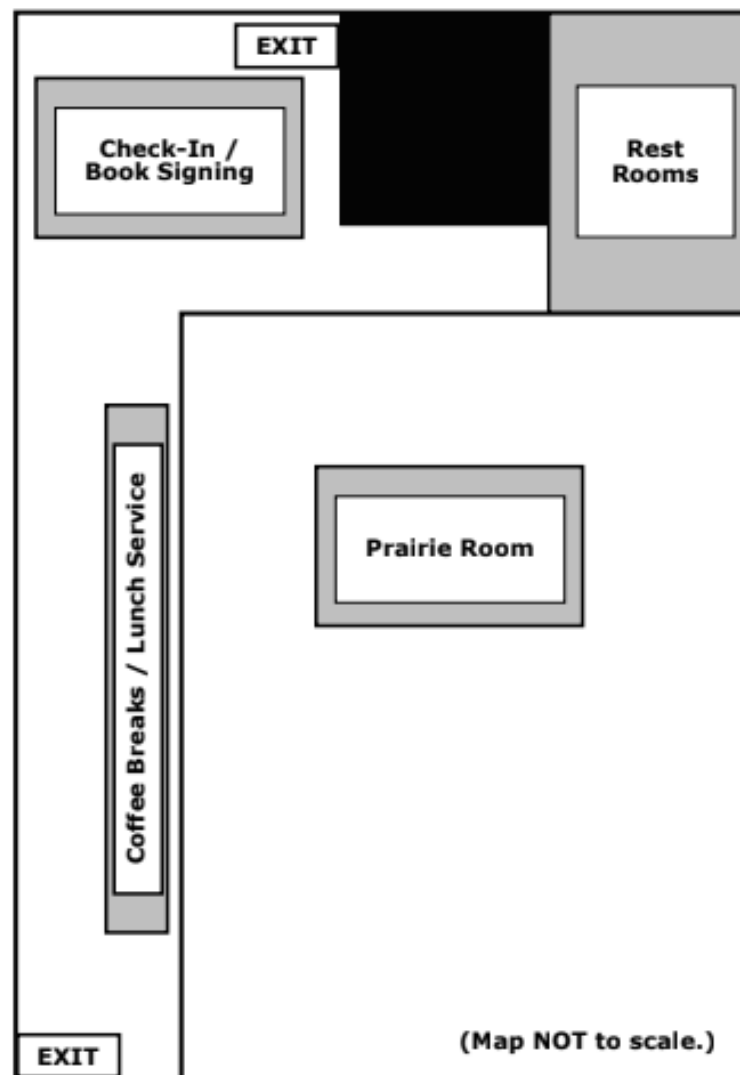 EXIT
Check-In /
Book Signing
Rest
Rooms
Coffee Breaks / Lunch Service
Prairie Room
(Map NOT to scale.)
EXIT